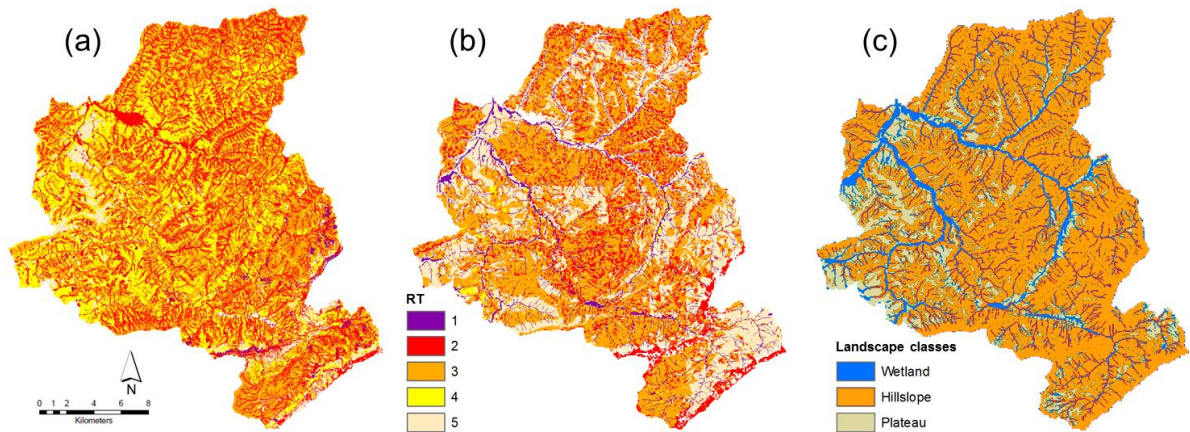 (a)
(b)
(c)
RT
1
2
3
4
5
N
0 1 2 4 6 8
Kilometers
Landscape classes
Wetland
Hillslope
Plateau